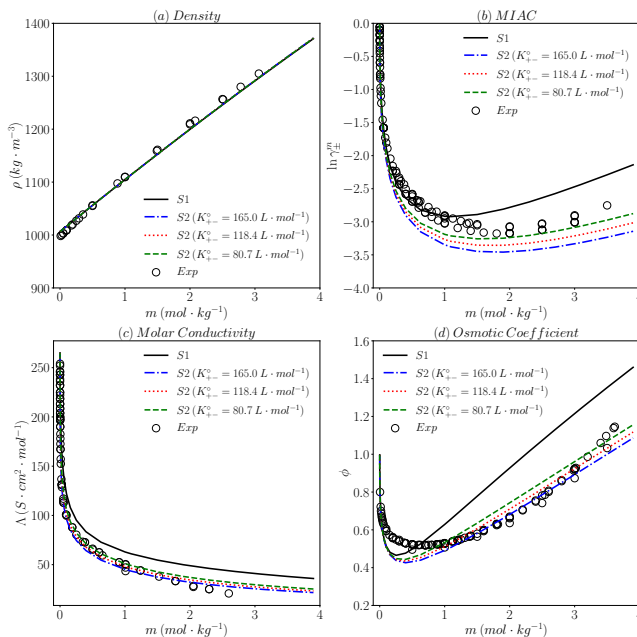 (a) Density
1400
1300
1200
1100
1000
900
ρ (kg · m⁻³)
S1
S2 (K°₊₋ = 165.0 L · mol⁻¹)
S2 (K°₊₋ = 118.4 L · mol⁻¹)
S2 (K°₊₋ = 80.7 L · mol⁻¹)
Exp
0 1 2 3 4
m (mol · kg⁻¹)
(b) MIAC
0.0
−0.5
−1.0
−1.5
−2.0
−2.5
−3.0
−3.5
−4.0
ln γ±ᵐ
S1
S2 (K°₊₋ = 165.0 L · mol⁻¹)
S2 (K°₊₋ = 118.4 L · mol⁻¹)
S2 (K°₊₋ = 80.7 L · mol⁻¹)
Exp
0 1 2 3 4
m (mol · kg⁻¹)
(c) Molar Conductivity
250
200
150
100
50
Λ (S · cm² · mol⁻¹)
S1
S2 (K°₊₋ = 165.0 L · mol⁻¹)
S2 (K°₊₋ = 118.4 L · mol⁻¹)
S2 (K°₊₋ = 80.7 L · mol⁻¹)
Exp
0 1 2 3 4
m (mol · kg⁻¹)
(d) Osmotic Coefficient
1.6
1.4
1.2
1.0
0.8
0.6
0.4
0.2
ϕ
S1
S2 (K°₊₋ = 165.0 L · mol⁻¹)
S2 (K°₊₋ = 118.4 L · mol⁻¹)
S2 (K°₊₋ = 80.7 L · mol⁻¹)
Exp
0 1 2 3 4
m (mol · kg⁻¹)